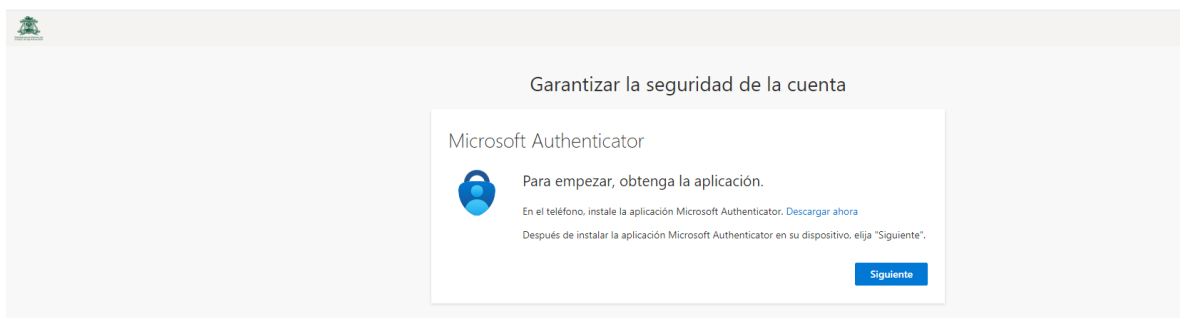 Garantizar la seguridad de la cuenta
Microsoft Authenticator
Para empezar, obtenga la aplicación.
En el teléfono, instale la aplicación Microsoft Authenticator. Descargar ahora
Después de instalar la aplicación Microsoft Authenticator en su dispositivo, elija "Siguiente".
Siguiente